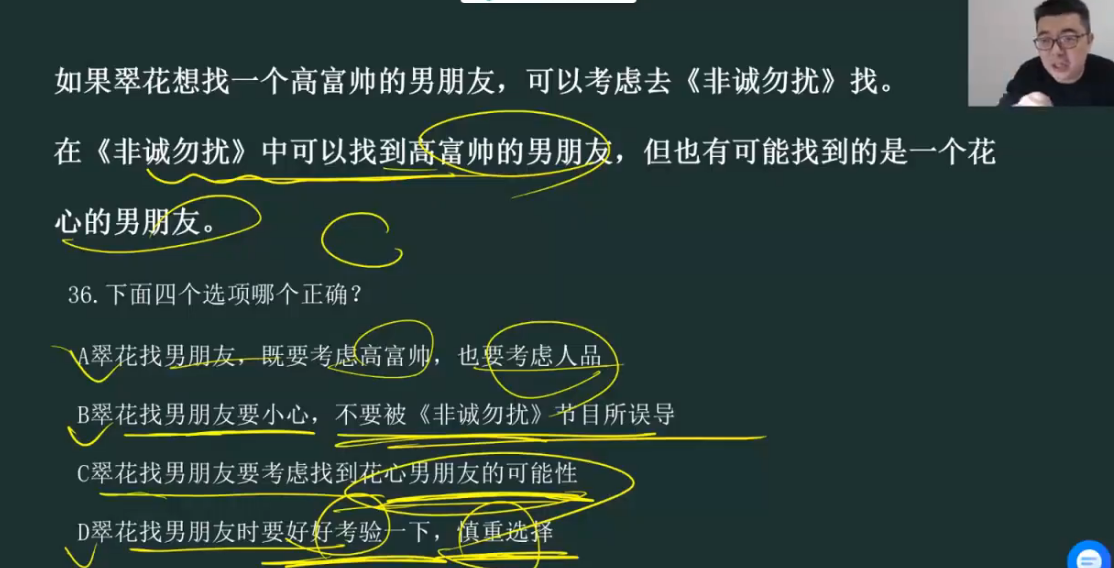 如果翠花想找一个高富帅的男朋友，可以考虑去《非诚勿扰》找。
在《非诚勿扰》中可以找到高富帅的男朋友，但也有可能找到的是一个花
心的男朋友。
36.下面四个选项哪个正确？
A翠花找男朋友，既要考虑高富帅，也要考虑人品
B翠花找男朋友要小心，不要被《非诚勿扰》节目所误导
C翠花找男朋友要考虑找到花心男朋友的可能性
D翠花找男朋友时要好好考验一下，慎重选择